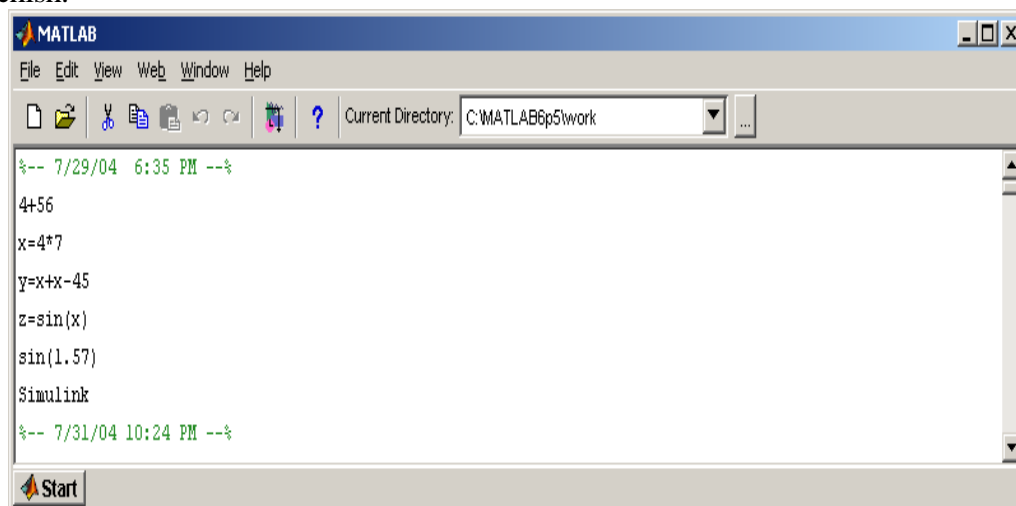 MATLAB
File Edit View Web Window Help
? Current Directory: C:\MATLAB6p5\work ...
%-- 7/29/04 6:35 PM --%
4+56
x=4*7
y=x+x-45
z=sin(x)
sin(1.57)
Simulink
%-- 7/31/04 10:24 PM --%
Start